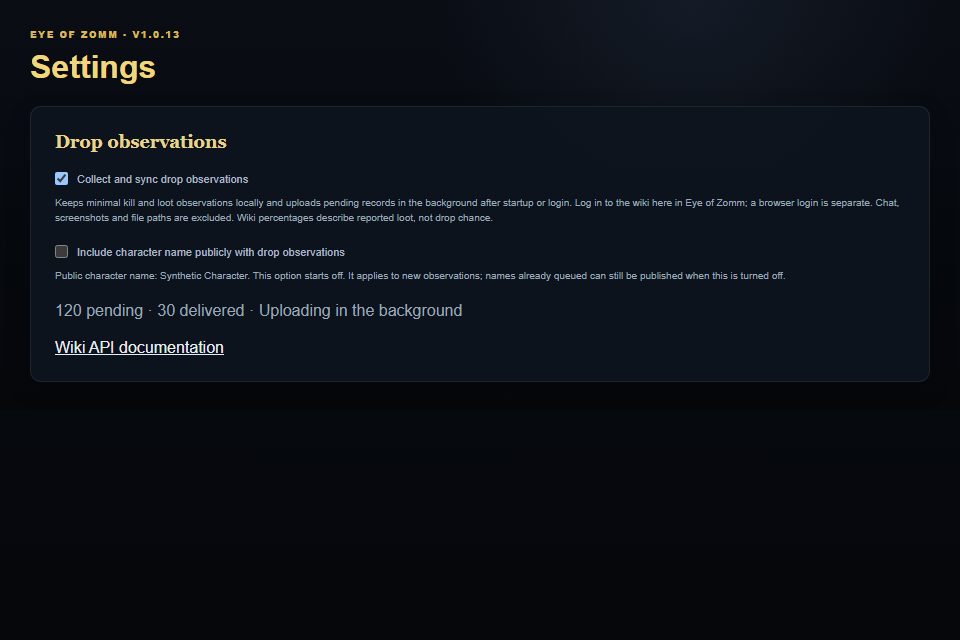 EYE OF ZOMM · V1.0.13
Settings
Drop observations
Collect and sync drop observations
Keeps minimal kill and loot observations locally and uploads pending records in the background after startup or login. Log in to the wiki here in Eye of Zomm; a browser login is separate. Chat,
screenshots and file paths are excluded. Wiki percentages describe reported loot, not drop chance.
Include character name publicly with drop observations
Public character name: Synthetic Character. This option starts off. It applies to new observations; names already queued can still be published when this is turned off.
120 pending · 30 delivered · Uploading in the background
Wiki API documentation